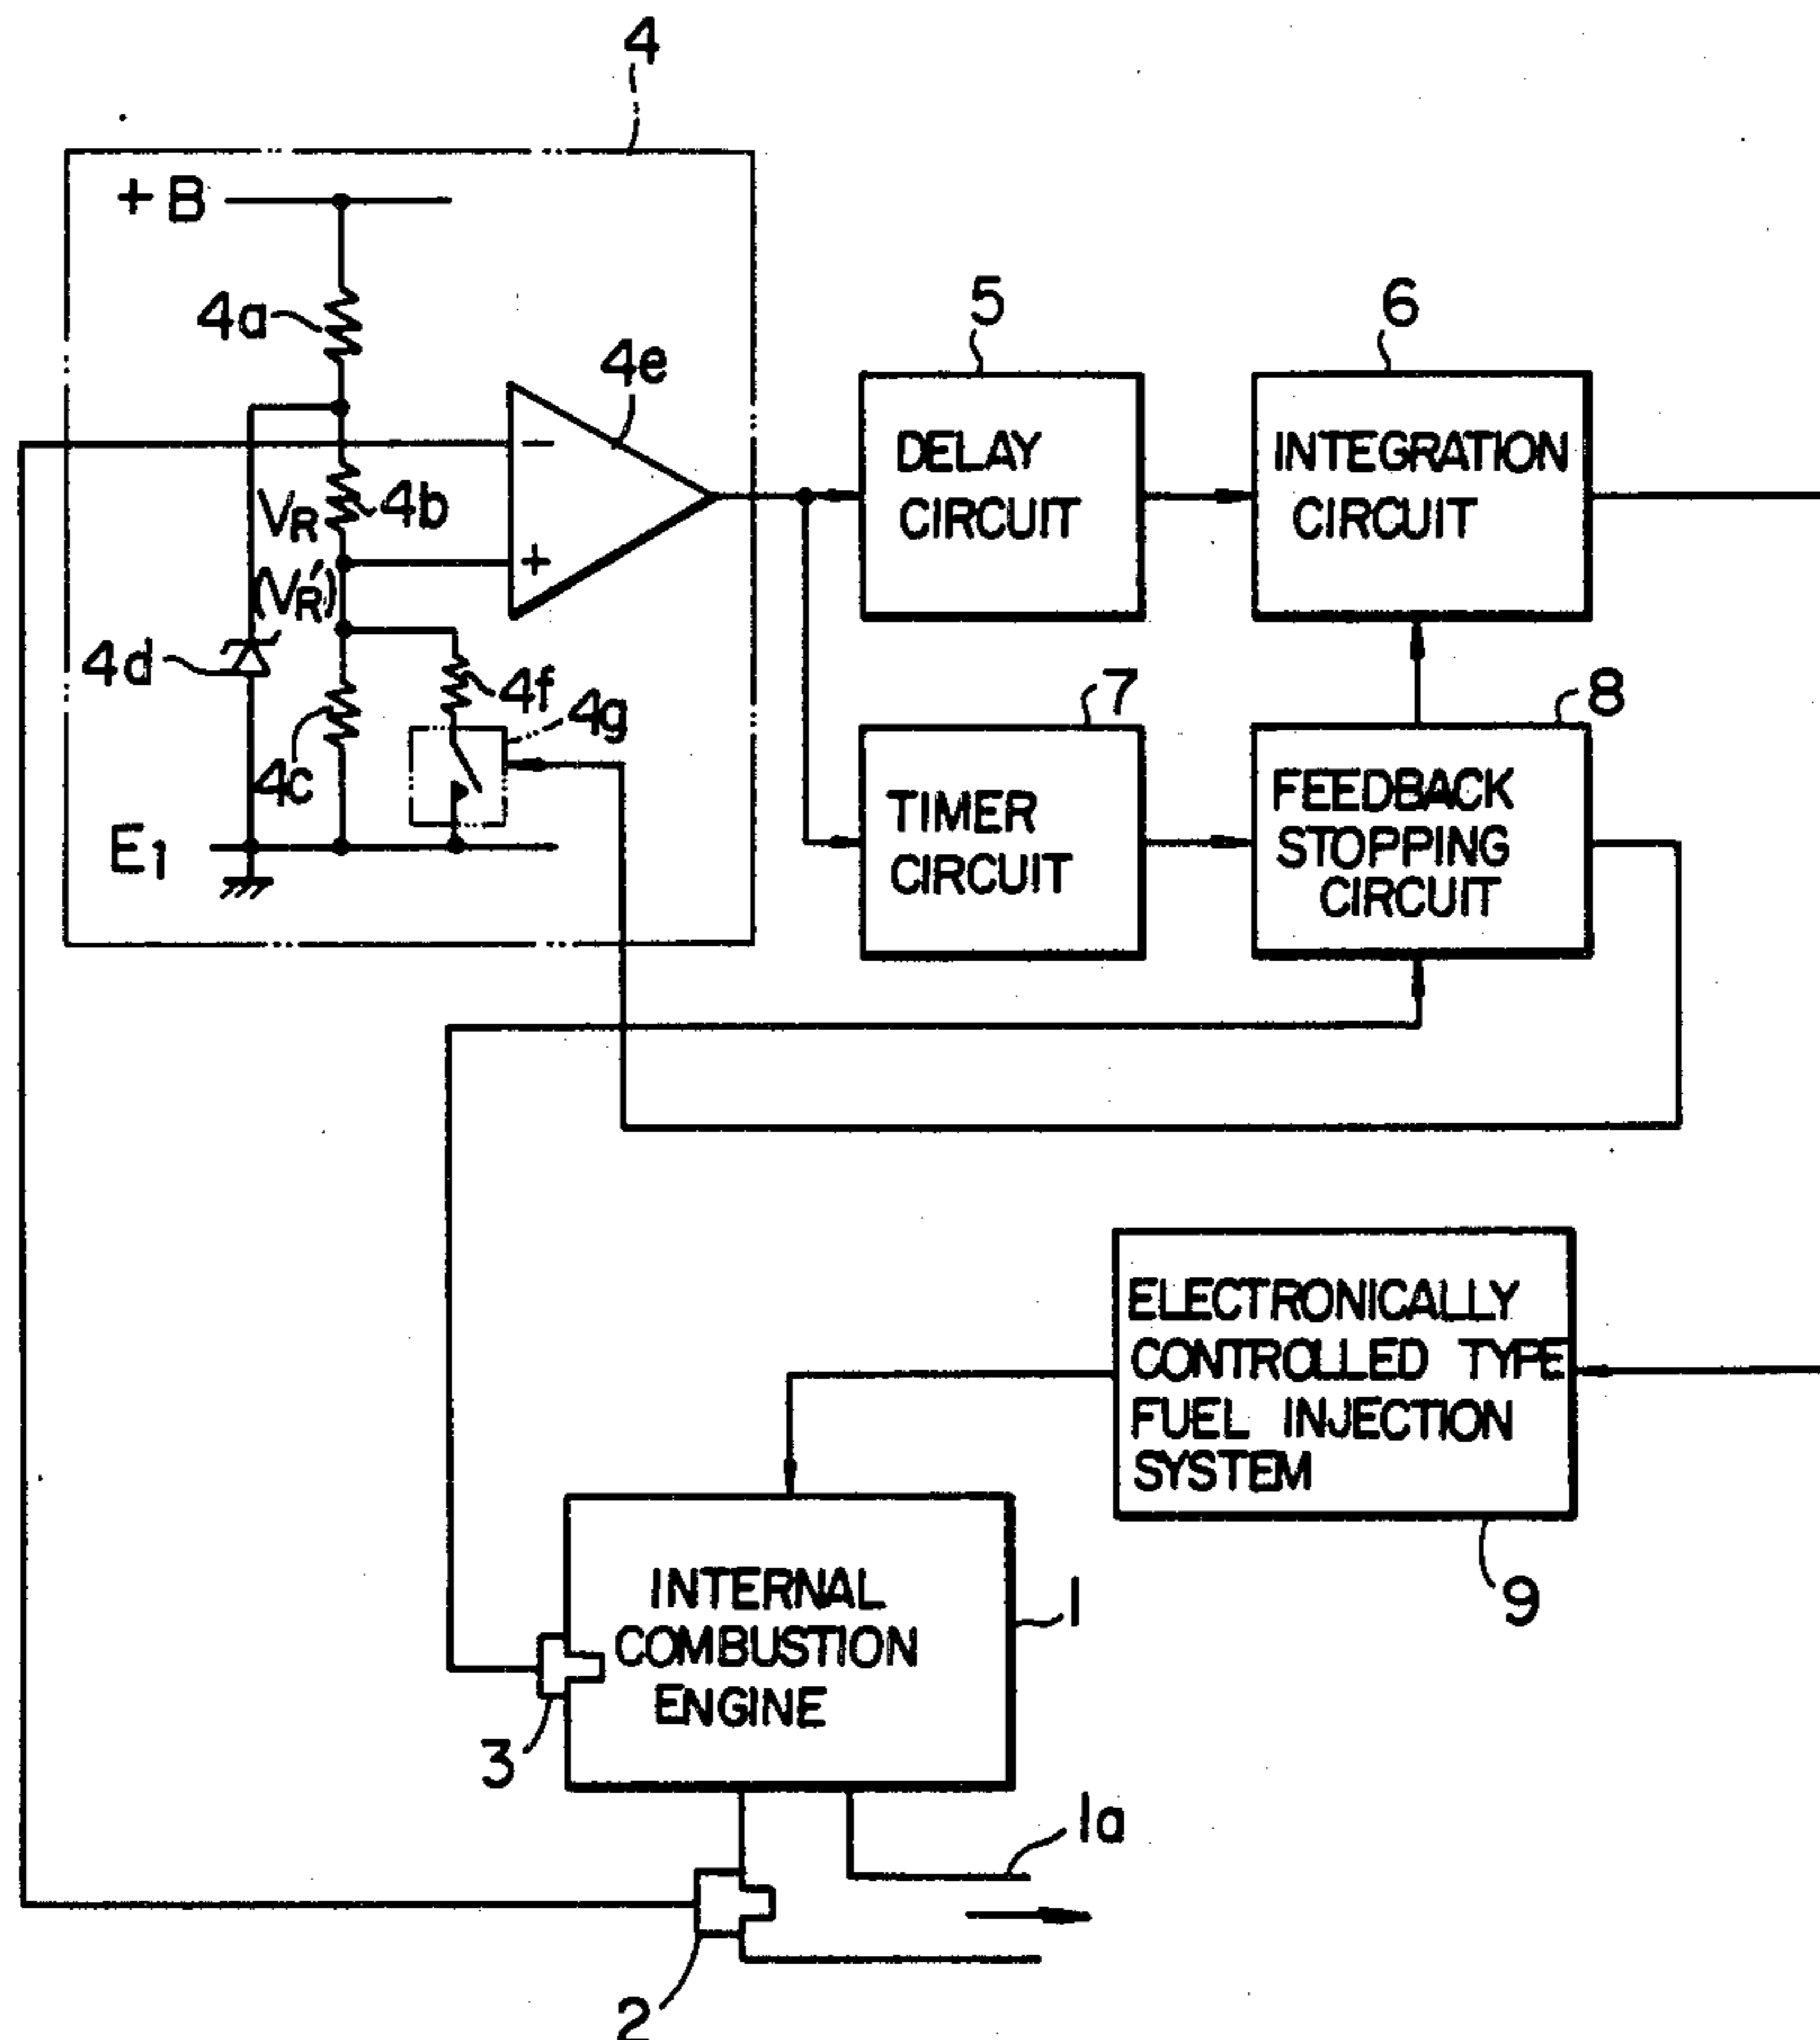 4
+B
4a
4e
5
6
DELAY
CIRCUIT
INTEGRATION
CIRCUIT
−
VR
4b
+
(VR')
4d
4f
4g
4c
E1
7
8
TIMER
CIRCUIT
FEEDBACK
STOPPING
CIRCUIT
ELECTRONICALLY
CONTROLLED TYPE
FUEL INJECTION
SYSTEM
9
INTERNAL
COMBUSTION
ENGINE
1
3
1a
2